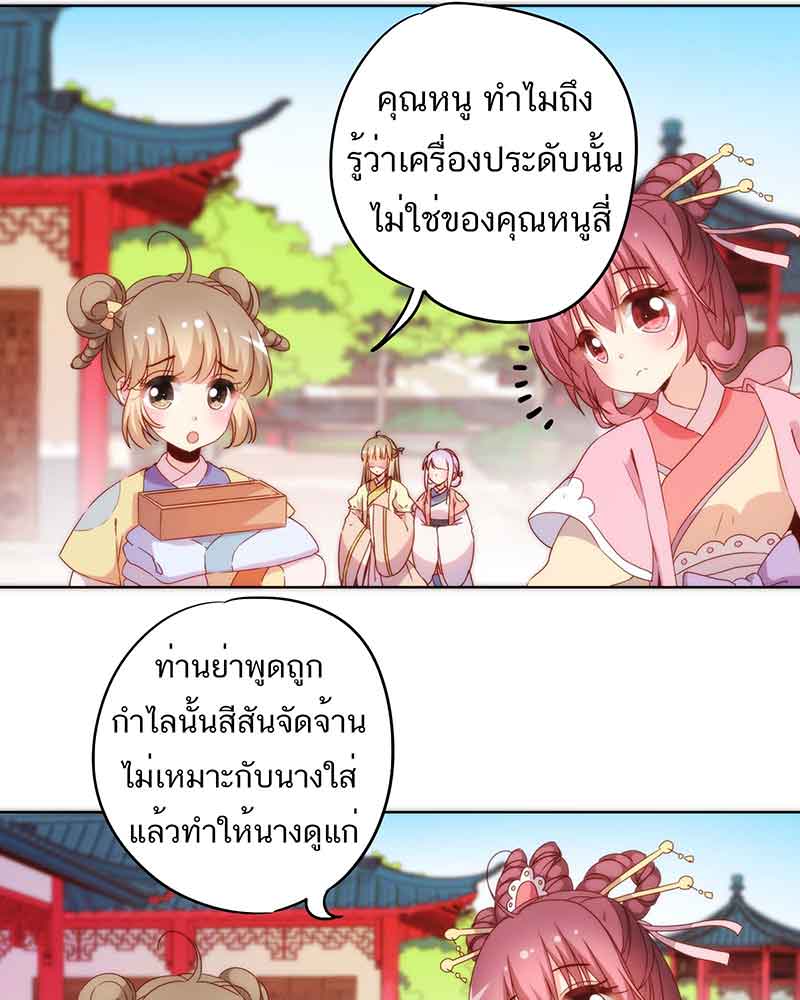 คุณหนู ทำไมถึง
รู้ว่าเครื่องประดับนั้น
ไม่ใช่ของคุณหนูสี่
ท่านย่าพูดถูก
กำไลนั้นสีสันจัดจ้าน
ไม่เหมาะกับนางใส่
แล้วทำให้นางดูแก่